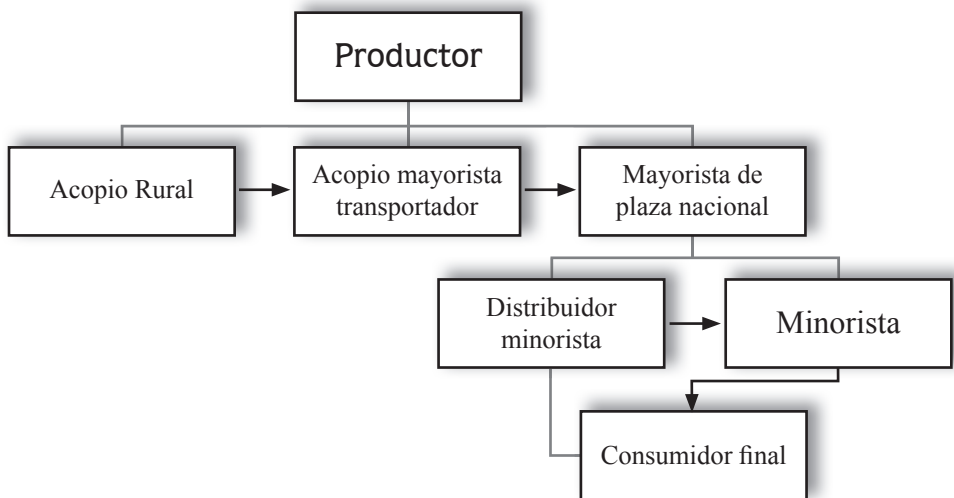 Productor
Acopio Rural
Acopio mayorista
transportador
Mayorista de
plaza nacional
Distribuidor
minorista
Minorista
Consumidor final